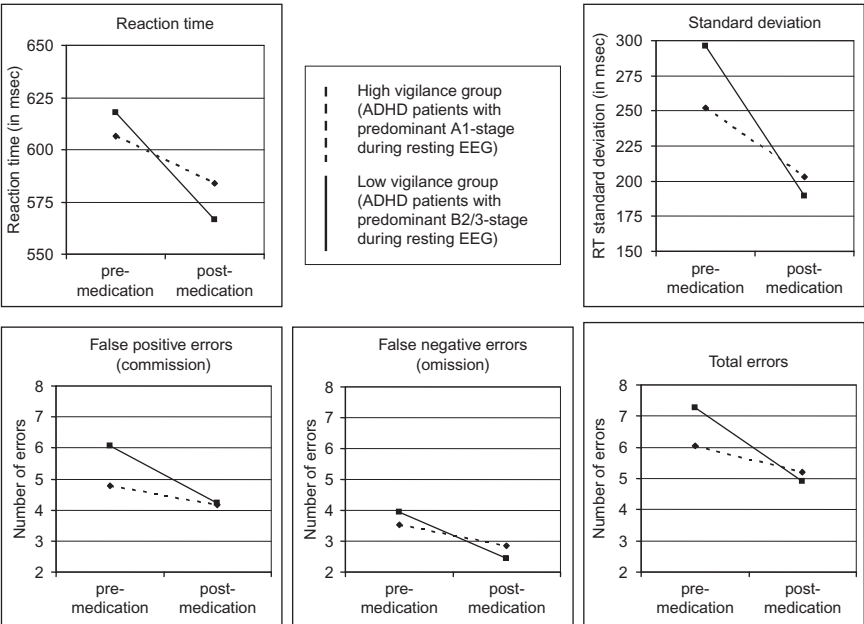 Reaction time
Reaction time (in msec)
650
625
600
575
550
pre-
medication
post-
medication
High vigilance group
(ADHD patients with
predominant A1-stage
during resting EEG)
Low vigilance group
(ADHD patients with
predominant B2/3-stage
during resting EEG)
Standard deviation
RT standard deviation (in msec)
300
275
250
225
200
175
150
pre-
medication
post-
medication
False positive errors
(commission)
Number of errors
8
7
6
5
4
3
2
pre-
medication
post-
medication
False negative errors
(omission)
Number of errors
8
7
6
5
4
3
2
pre-
medication
post-
medication
Total errors
Number of errors
8
7
6
5
4
3
2
pre-
medication
post-
medication